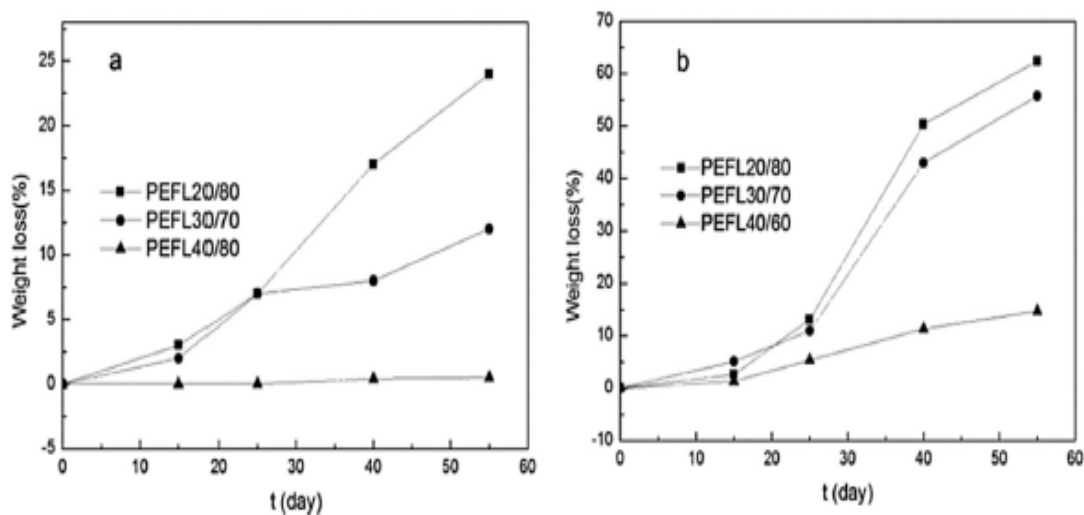 a
Weight loss(%)
25
20
15
10
5
0
-5
PEFL20/80
PEFL30/70
PEFL40/80
0 10 20 30 40 50 60
t (day)
b
Weight loss(%)
70
60
50
40
30
20
10
0
-10
PEFL20/80
PEFL30/70
PEFL40/60
0 10 20 30 40 50 60
t (day)